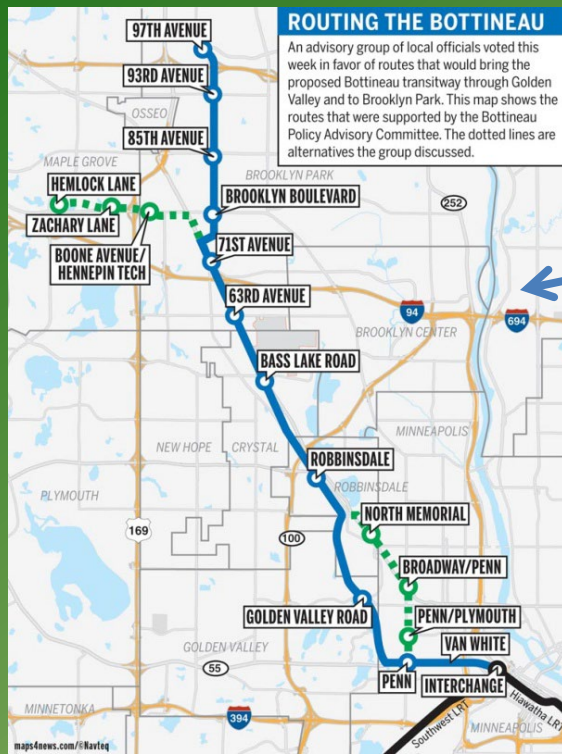 ROUTING THE BOTTINEAU
An advisory group of local officials voted this
week in favor of routes that would bring the
proposed Bottineau transitway through Golden
Valley and to Brooklyn Park. This map shows the
routes that were supported by the Bottineau
Policy Advisory Committee. The dotted lines are
alternatives the group discussed.
97TH AVENUE
93RD AVENUE
OSSEO
85TH AVENUE
MAPLE GROVE
BROOKLYN PARK
HEMLOCK LANE
BROOKLYN BOULEVARD
252
ZACHARY LANE
BOONE AVENUE/
HENNEPIN TECH
71ST AVENUE
63RD AVENUE
94
694
BROOKLYN CENTER
BASS LAKE ROAD
MINNEAPOLIS
NEW HOPE
CRYSTAL
ROBBINSDALE
ROBBINSDALE
PLYMOUTH
NORTH MEMORIAL
169
100
BROADWAY/PENN
GOLDEN VALLEY ROAD
PENN/PLYMOUTH
GOLDEN VALLEY
VAN WHITE
55
PENN
INTERCHANGE
MINNETONKA
394
Southwest LRT
Hiawatha LRT
MINNEAPOLIS
maps4news.com/©Navteq